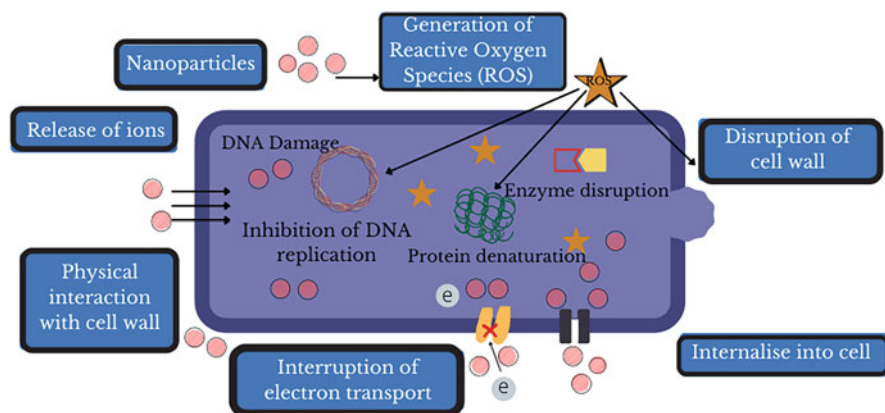 Generation of
Reactive Oxygen
Species (ROS)
Nanoparticles
ROS
Release of ions
DNA Damage
Disruption of
cell wall
Enzyme disruption
Inhibition of DNA
replication
Protein denaturation
Physical
interaction
with cell wall
e
Interruption of
electron transport
e
Internalise into cell